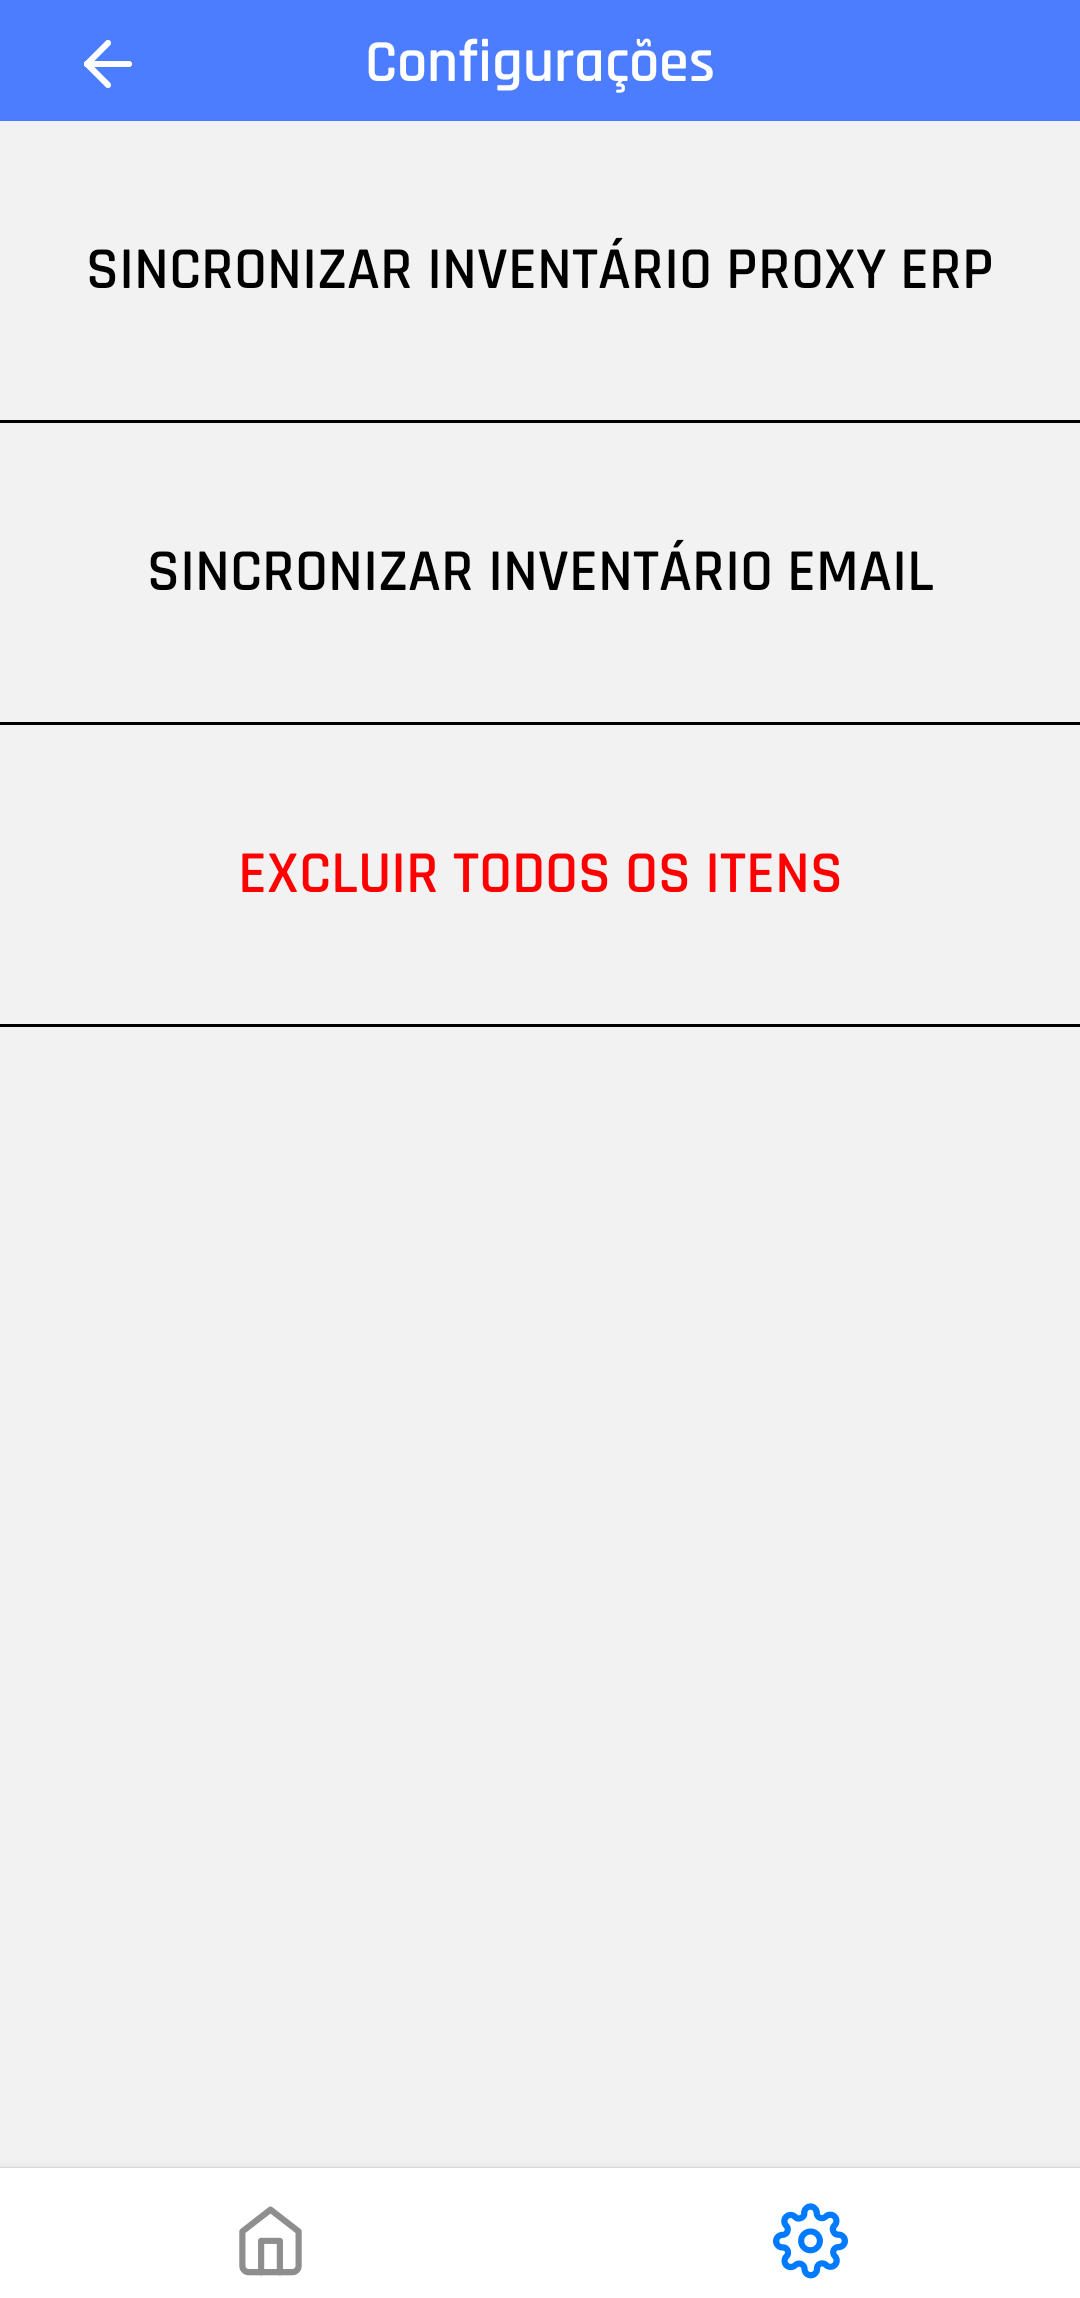 Configurações
SINCRONIZAR INVENTÁRIO PROXY ERP
SINCRONIZAR INVENTÁRIO EMAIL
EXCLUIR TODOS OS ITENS